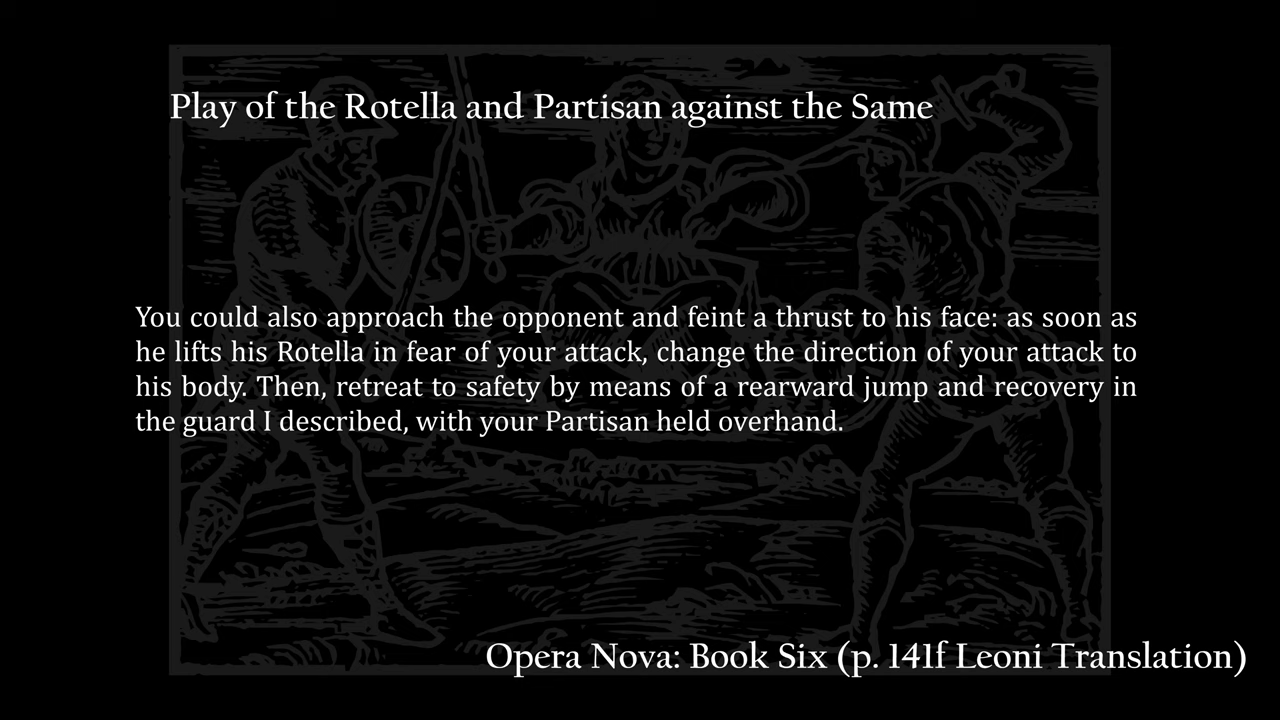 Play of the Rotella and Partisan against the Same
You could also approach the opponent and feint a thrust to his face: as soon as
he lifts his Rotella in fear of your attack, change the direction of your attack to
his body. Then, retreat to safety by means of a rearward jump and recovery in
the guard I described, with your Partisan held overhand.
Opera Nova: Book Six (p. 141f Leoni Translation)